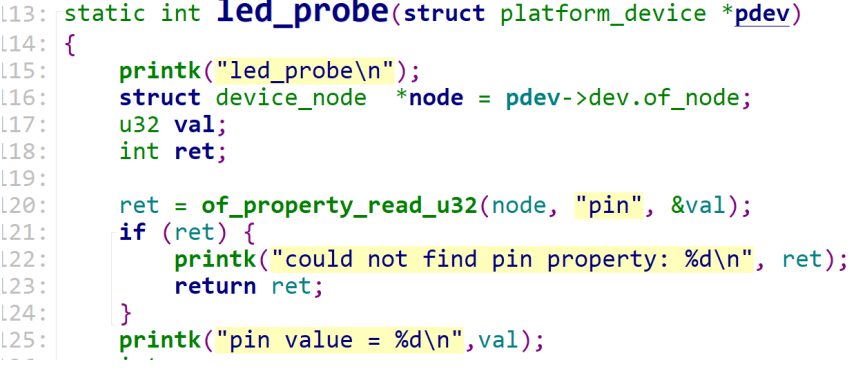 113: static int led_probe(struct platform_device *pdev)
114: {
115: printk("led_probe\n");
116: struct device_node *node = pdev->dev.of_node;
117: u32 val;
118: int ret;
119:
120: ret = of_property_read_u32(node, "pin", &val);
121: if (ret) {
122: printk("could not find pin property: %d\n", ret);
123: return ret;
124: }
125: printk("pin value = %d\n",val);